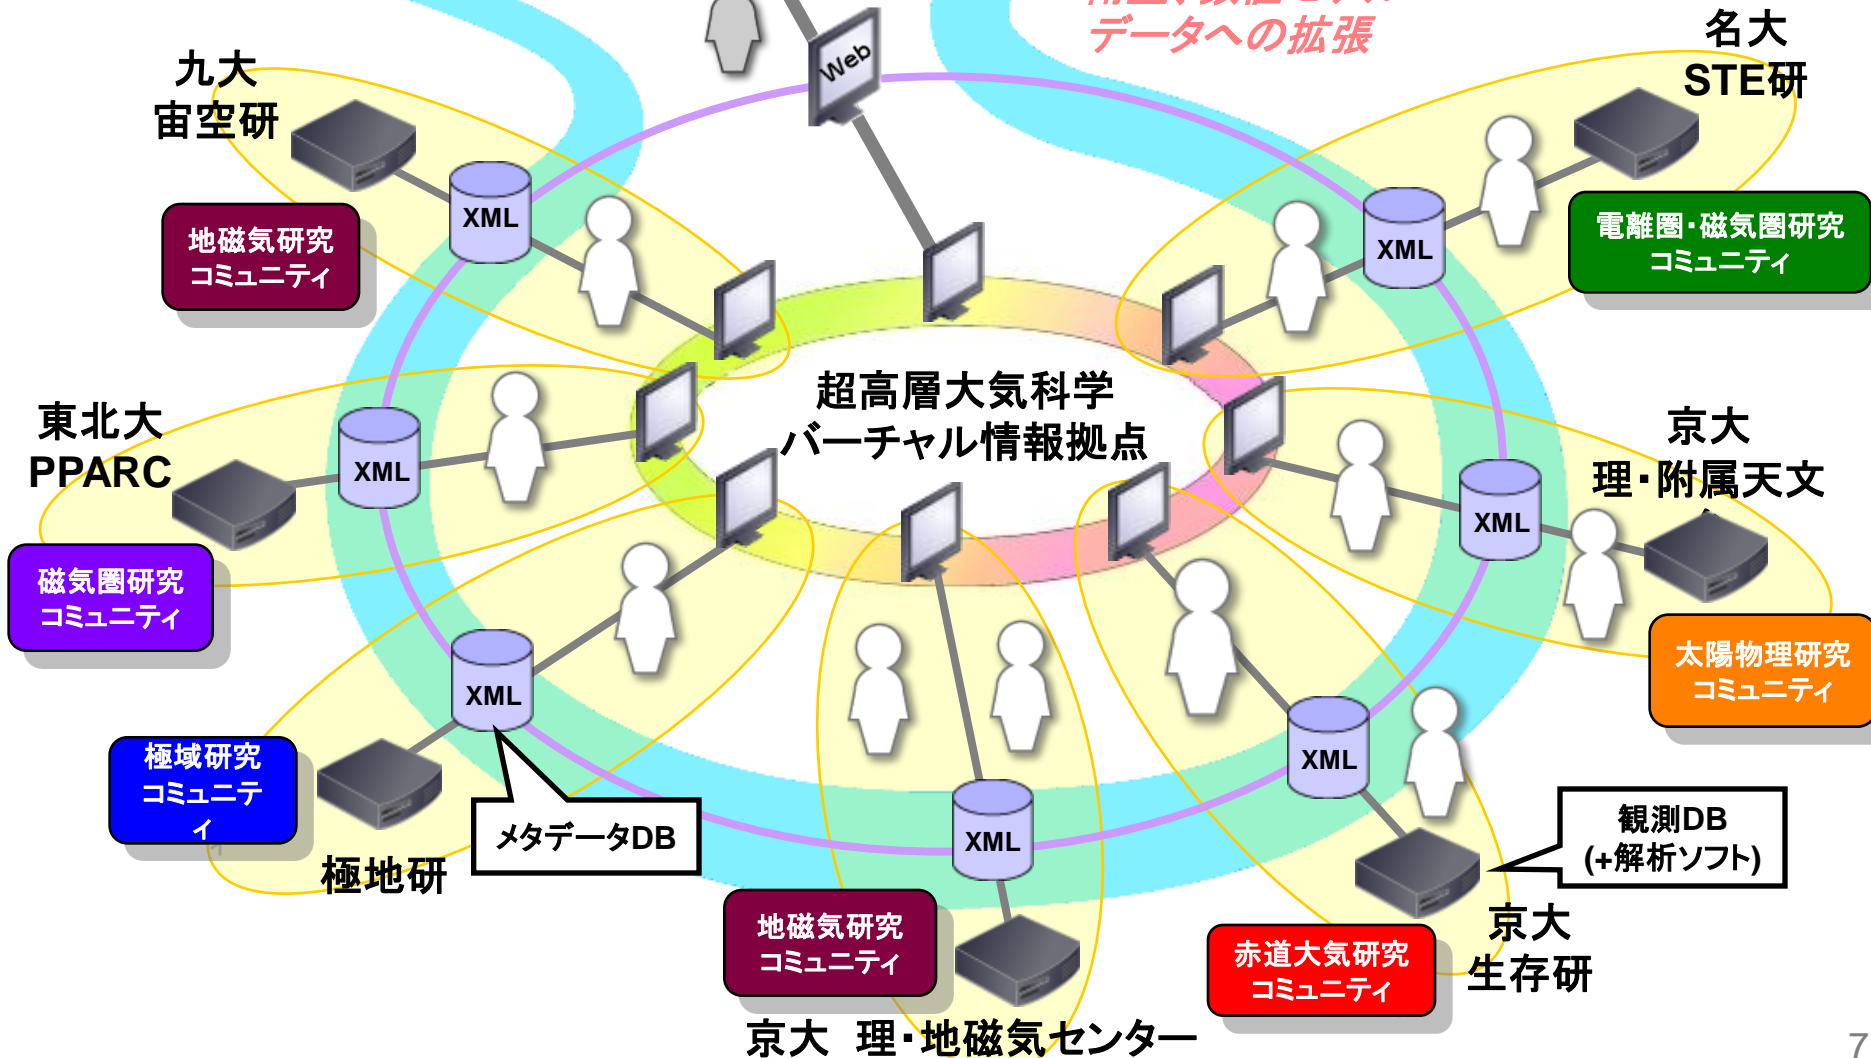 データへの拡張
名大
STE研
九大
宙空研
Web
XML
地磁気研究
コミュニティ
XML
電離圏・磁気圏研究
コミュニティ
超高層大気科学
バーチャル情報拠点
東北大
PPARC
XML
京大
理・附属天文
XML
磁気圏研究
コミュニティ
太陽物理研究
コミュニティ
XML
極域研究
コミュニテ
ィ
メタデータDB
極地研
XML
XML
観測DB
(+解析ソフト)
地磁気研究
コミュニティ
赤道大気研究
コミュニティ
京大
生存研
京大 理・地磁気センター
7